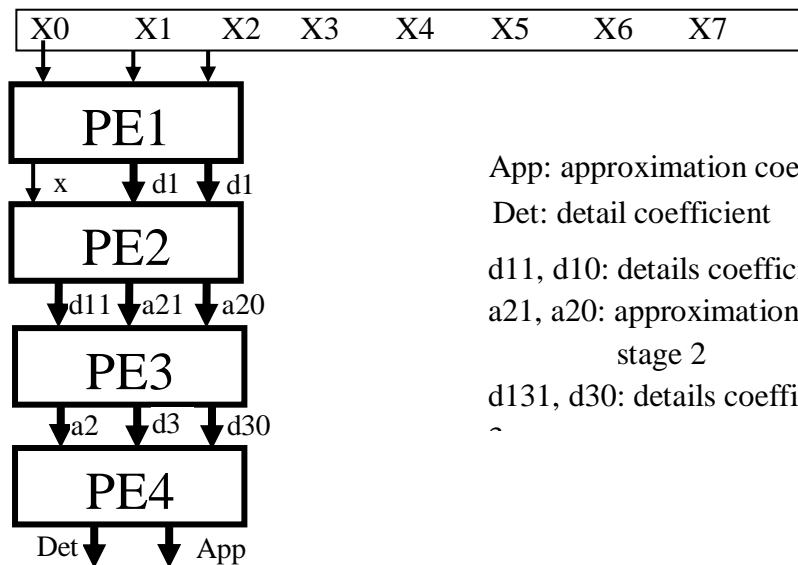 X0 X1 X2 X3 X4 X5 X6 X7
PE1
x d1 d1
PE2
d11 a21 a20
PE3
a2 d3 d30
PE4
Det App
App: approximation coe
Det: detail coefficient
d11, d10: details coeffic
a21, a20: approximation
stage 2
d131, d30: details coeffi